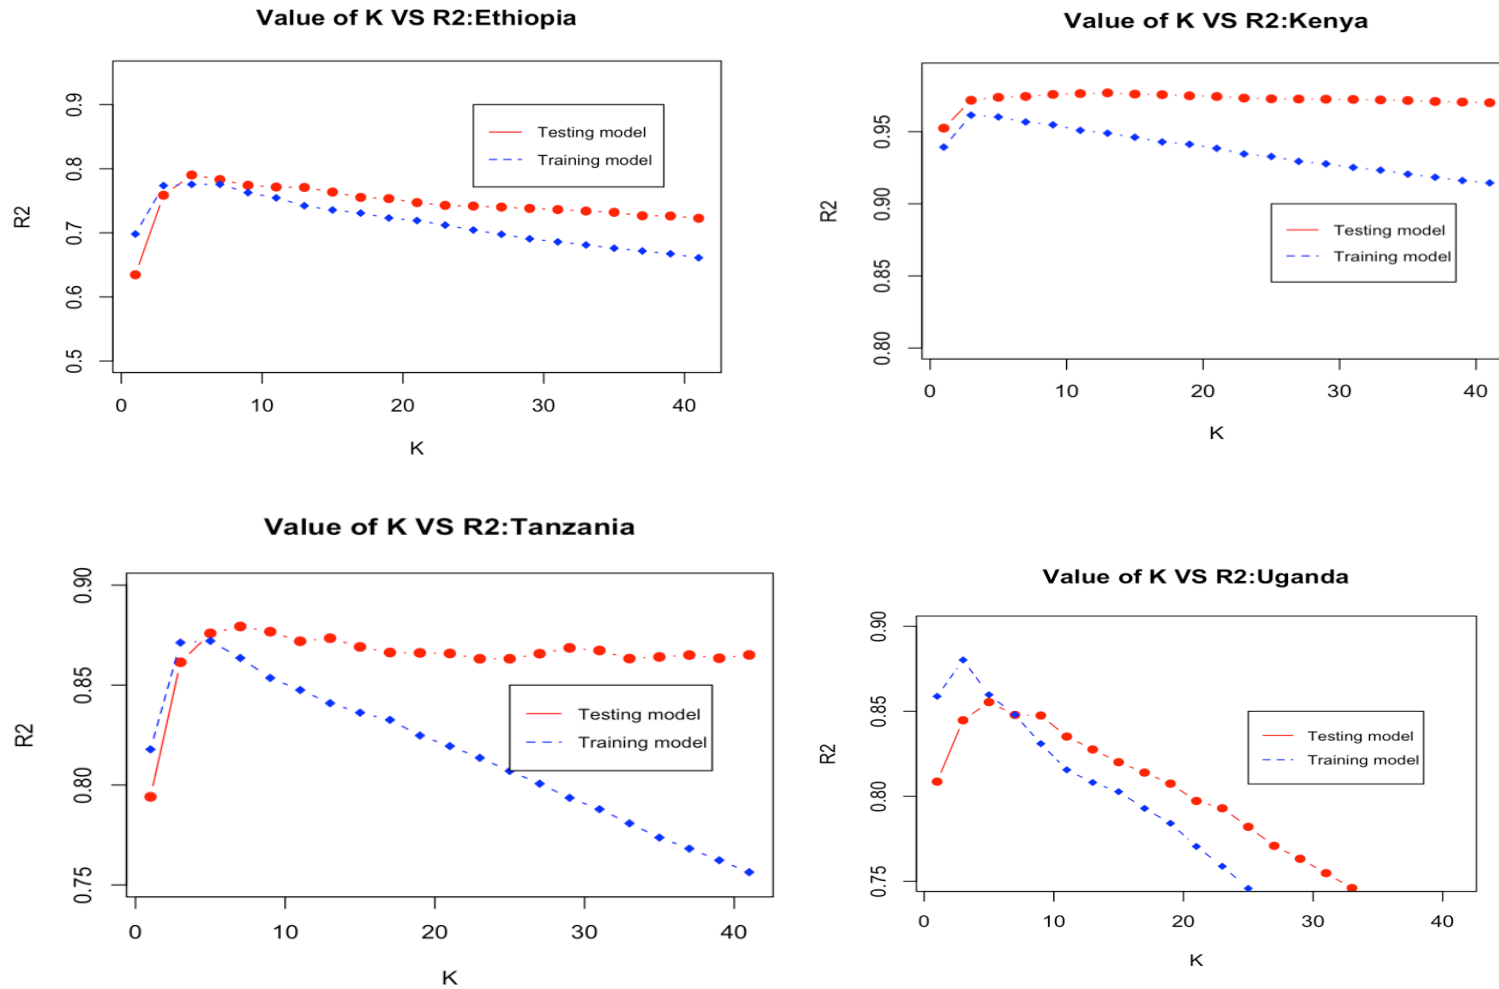 Value of K VS R2:Ethiopia
R2
0.9
0.8
0.7
0.6
0.5
Testing model
Training model
0 10 20 30 40
K
Value of K VS R2:Kenya
R2
0.95
0.90
0.85
0.80
Testing model
Training model
0 10 20 30 40
K
Value of K VS R2:Tanzania
R2
0.90
0.85
0.80
0.75
Testing model
Training model
0 10 20 30 40
K
Value of K VS R2:Uganda
R2
0.90
0.85
0.80
0.75
Testing model
Training model
0 10 20 30 40
K